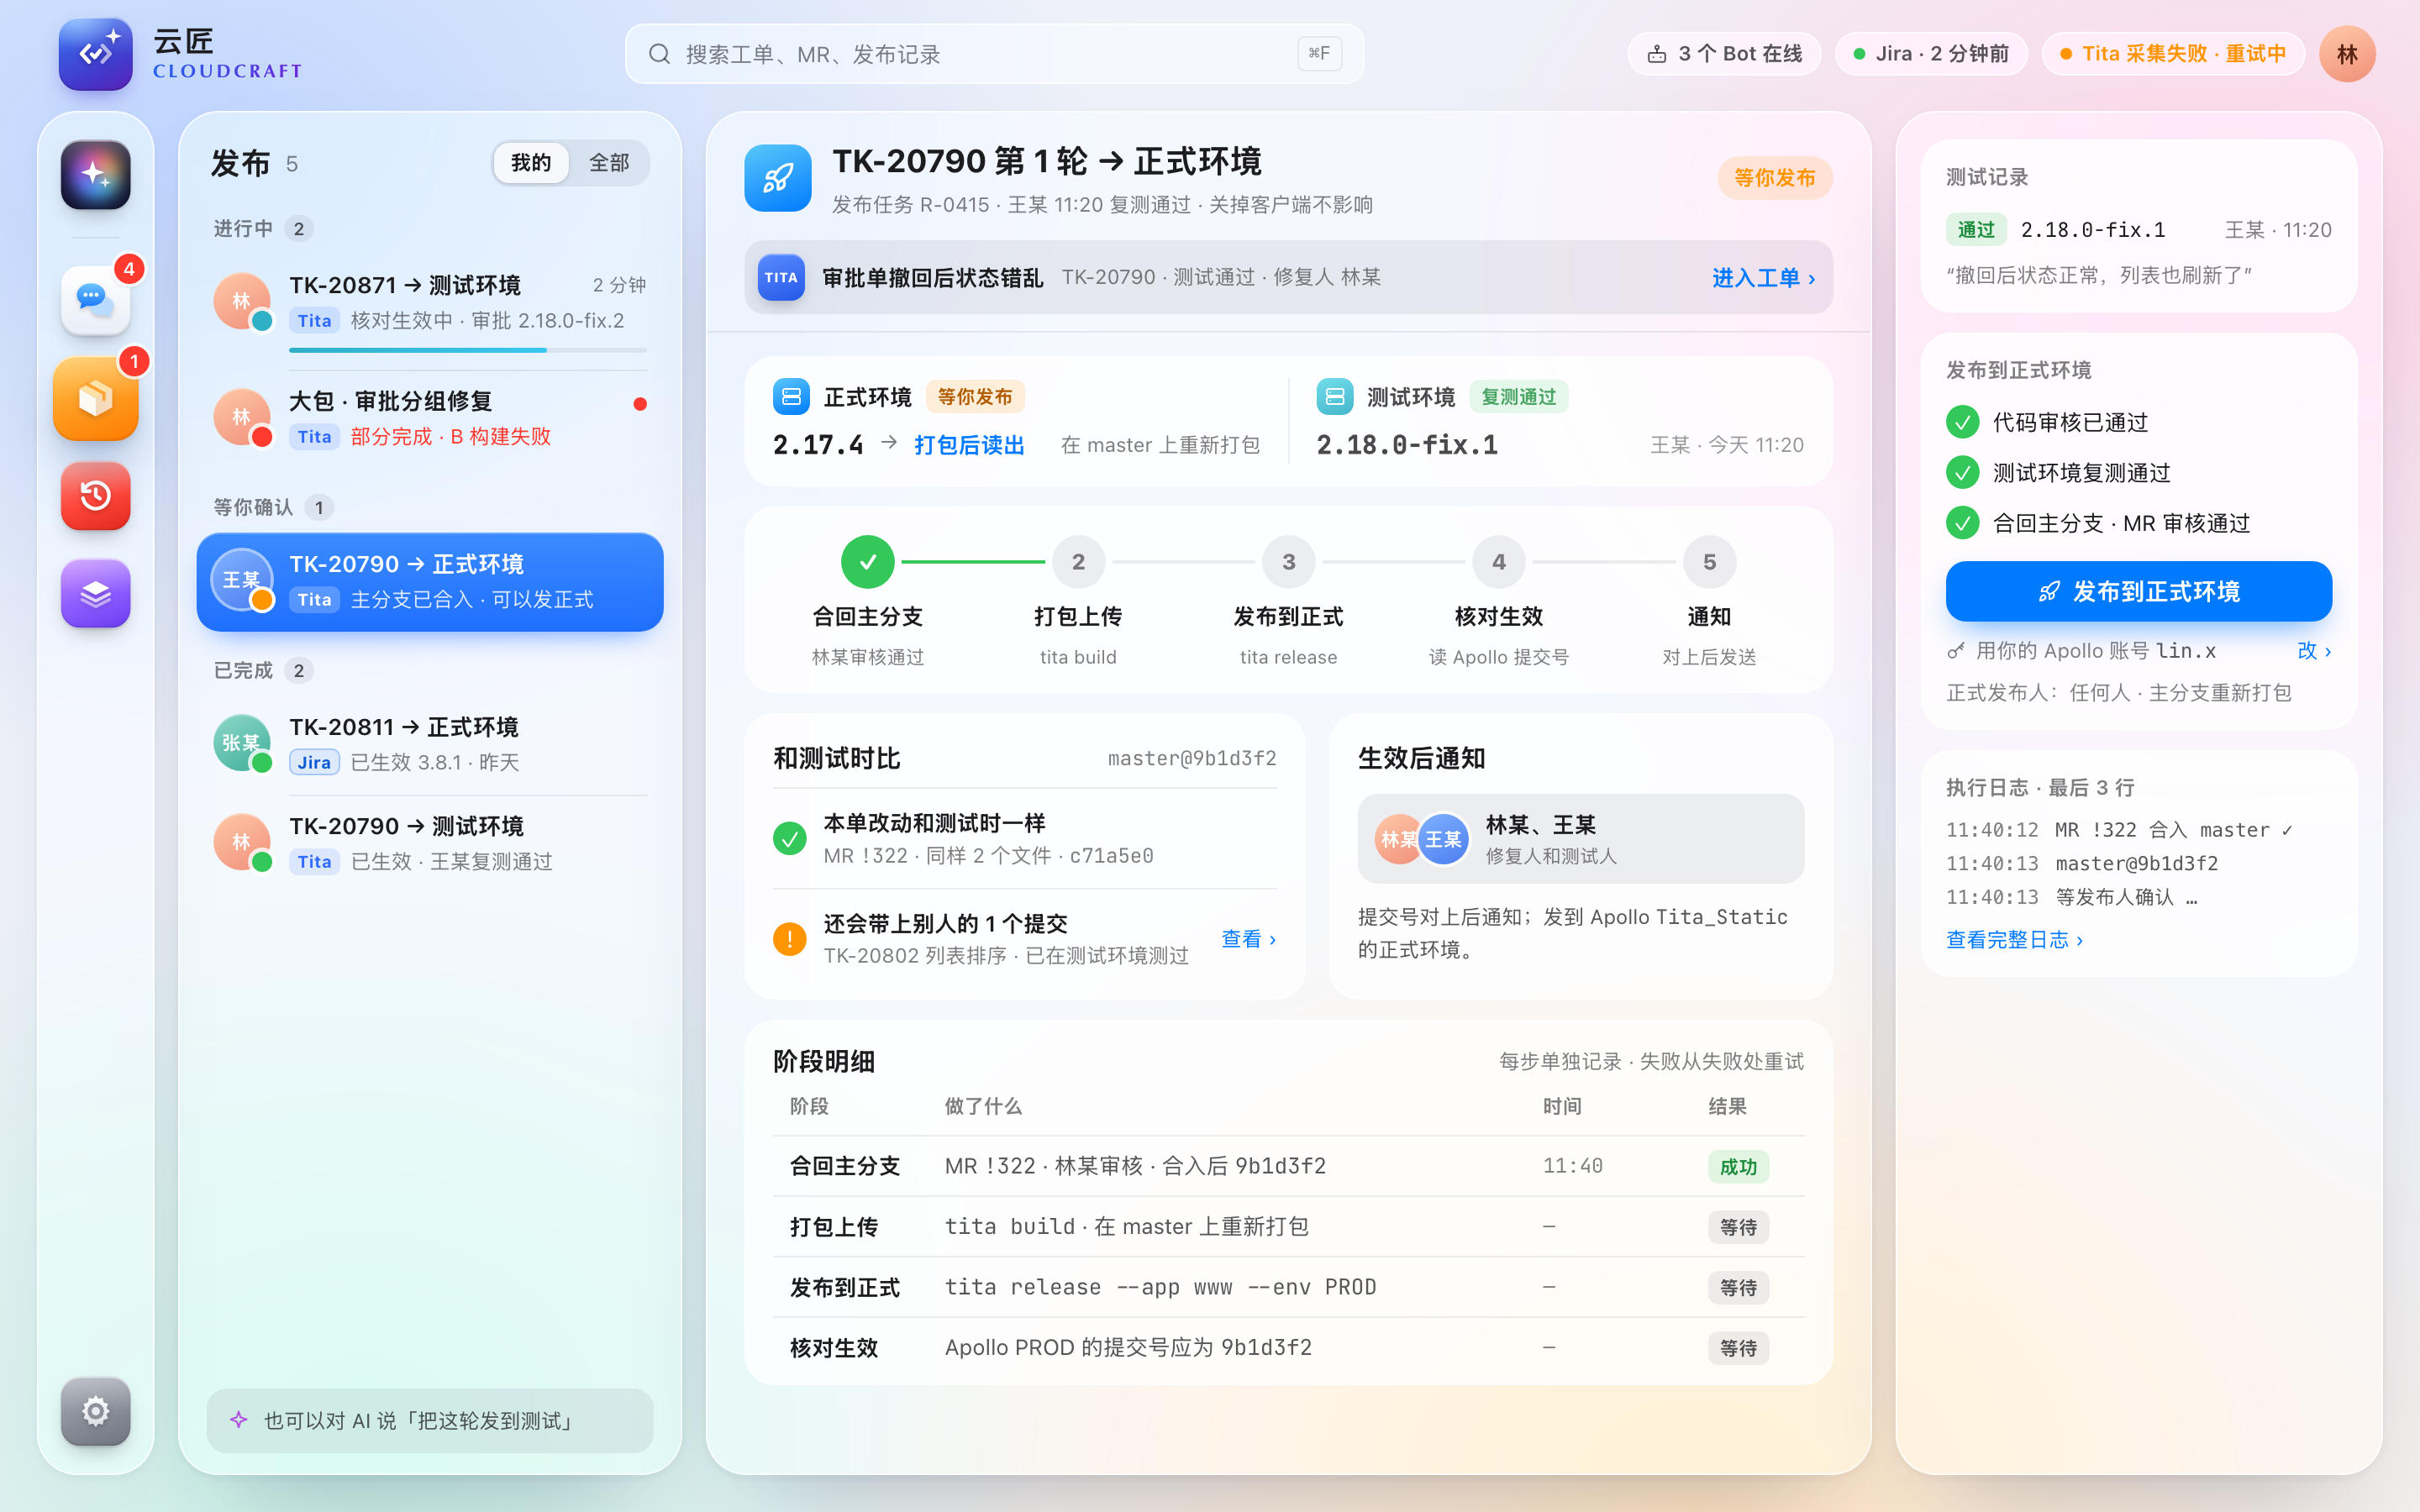 云匠
CLOUDCRAFT
搜索工单、MR、发布记录
⌘F
3 个 Bot 在线
Jira · 2 分钟前
Tita 采集失败 · 重试中
林
4
1
发布 5
我的
全部
进行中 2
林
TK-20871 → 测试环境
2 分钟
Tita 核对生效中 · 审批 2.18.0-fix.2
林
大包 · 审批分组修复
Tita 部分完成 · B 构建失败
等你确认 1
王某
TK-20790 → 正式环境
Tita 主分支已合入 · 可以发正式
已完成 2
张某
TK-20811 → 正式环境
Jira 已生效 3.8.1 · 昨天
林
TK-20790 → 测试环境
Tita 已生效 · 王某复测通过
也可以对 AI 说「把这轮发到测试」
TK-20790 第 1 轮 → 正式环境
发布任务 R-0415 · 王某 11:20 复测通过 · 关掉客户端不影响
等你发布
TITA 审批单撤回后状态错乱 TK-20790 · 测试通过 · 修复人 林某
进入工单 ›
正式环境 等你发布
2.17.4 → 打包后读出 在 master 上重新打包
测试环境 复测通过
2.18.0-fix.1 王某 · 今天 11:20
2 3 4 5
合回主分支 打包上传 发布到正式 核对生效 通知
林某审核通过 tita build tita release 读 Apollo 提交号 对上后发送
和测试时比 master@9b1d3f2
本单改动和测试时一样
MR !322 · 同样 2 个文件 · c71a5e0
还会带上别人的 1 个提交
TK-20802 列表排序 · 已在测试环境测过
查看 ›
生效后通知
林某 王某
林某、王某
修复人和测试人
提交号对上后通知；发到 Apollo Tita_Static
的正式环境。
阶段明细 每步单独记录 · 失败从失败处重试
阶段 做了什么 时间 结果
合回主分支 MR !322 · 林某审核 · 合入后 9b1d3f2 11:40 成功
打包上传 tita build · 在 master 上重新打包 — 等待
发布到正式 tita release --app www --env PROD — 等待
核对生效 Apollo PROD 的提交号应为 9b1d3f2 — 等待
测试记录
通过 2.18.0-fix.1 王某 · 11:20
“撤回后状态正常，列表也刷新了”
发布到正式环境
代码审核已通过
测试环境复测通过
合回主分支 · MR 审核通过
发布到正式环境
用你的 Apollo 账号 lin.x 改 ›
正式发布人：任何人 · 主分支重新打包
执行日志 · 最后 3 行
11:40:12 MR !322 合入 master ✓
11:40:13 master@9b1d3f2
11:40:13 等发布人确认 …
查看完整日志 ›